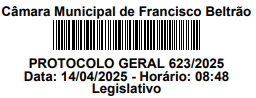 Câmara Municipal de Francisco Beltrão
PROTOCOLO GERAL 623/2025
Data: 14/04/2025 - Horário: 08:48
Legislativo